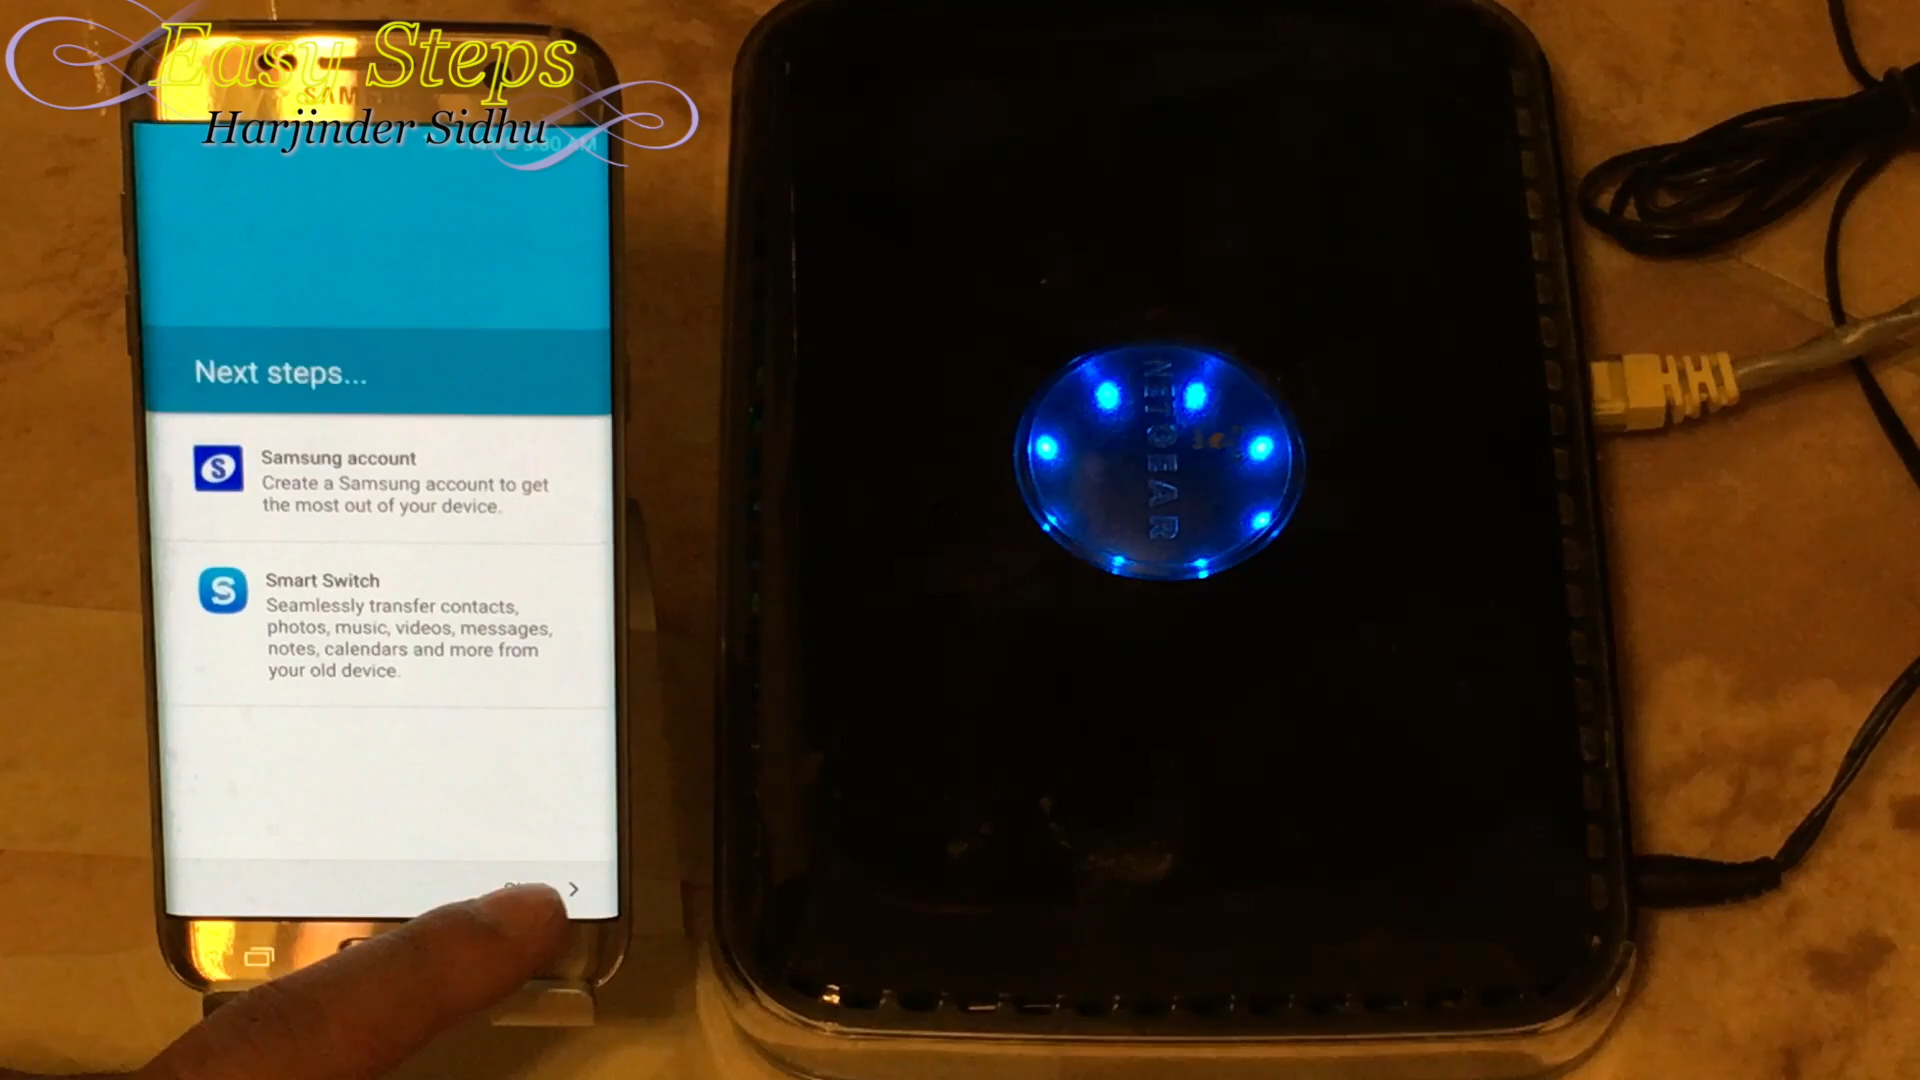 Easy Steps
Harjinder Sidhu
Next steps...
Samsung account
Create a Samsung account to get
the most out of your device.
Smart Switch
Seamlessly transfer contacts,
photos, music, videos, messages,
notes, calendars and more from
your old device.
NETGEAR